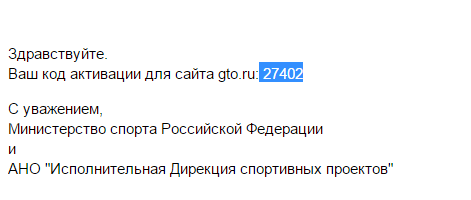 Здравствуйте.
Ваш код активации для сайта gto.ru: 27402
С уважением,
Министерство спорта Российской Федерации
и
АНО "Исполнительная Дирекция спортивных проектов"